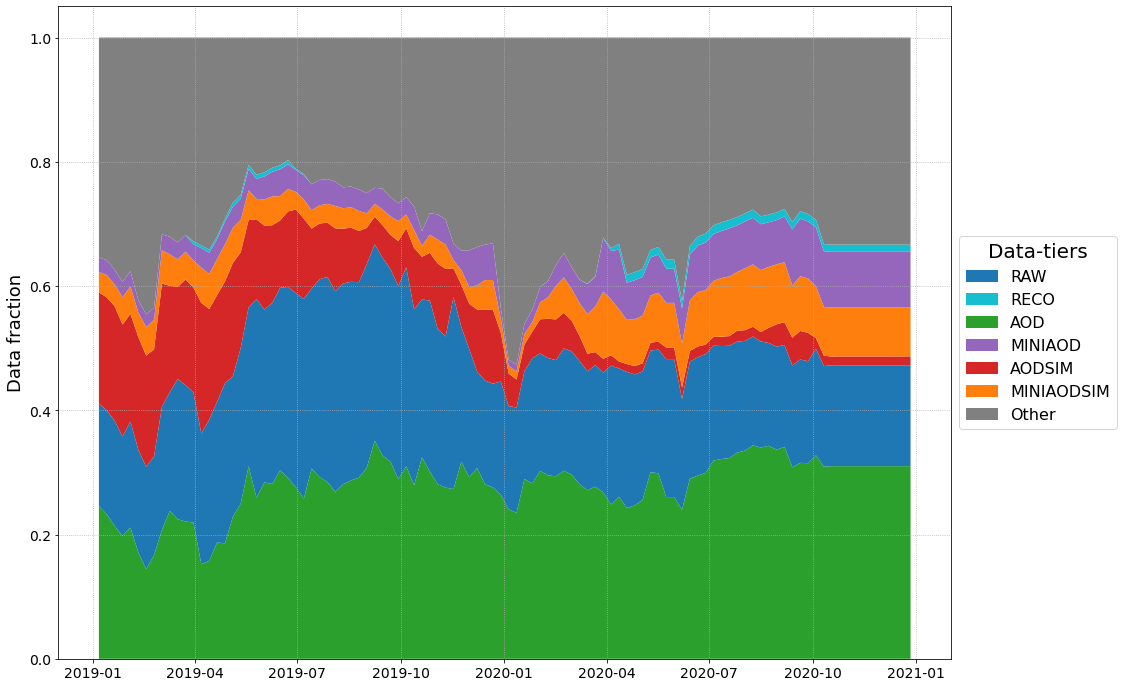 Data fraction
1.0
0.8
0.6
0.4
0.2
0.0
2019-01 2019-04 2019-07 2019-10 2020-01 2020-04 2020-07 2020-10 2021-01
Data-tiers
RAW
RECO
AOD
MINIAOD
AODSIM
MINIAODSIM
Other